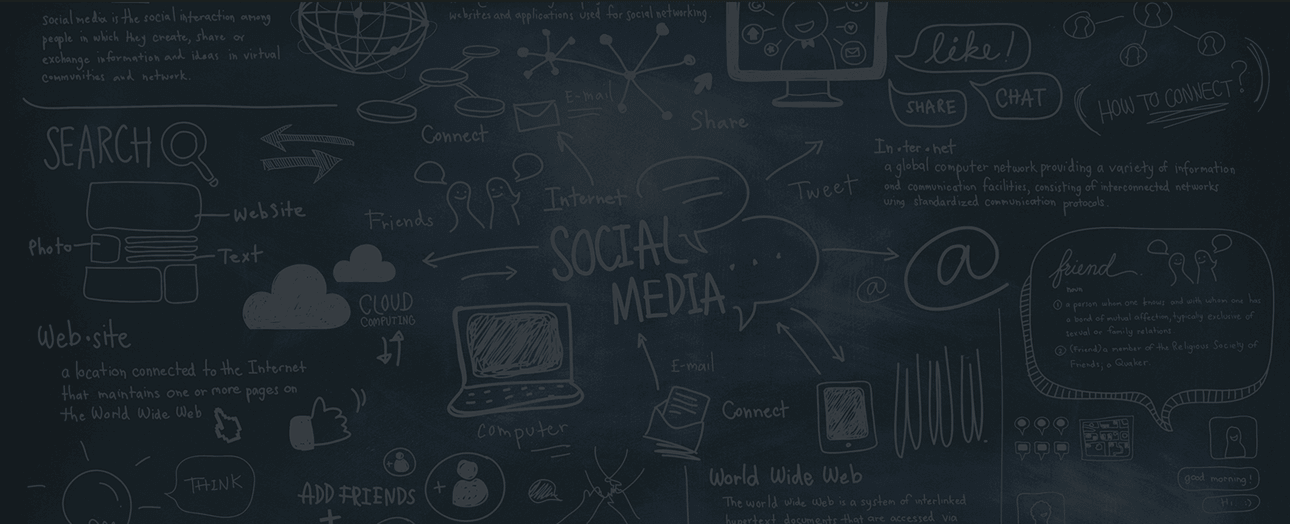 social media is the social interaction among
people in which they create, share or
exchange information and ideas in virtual
communities and network.
websites and applications used for social networking.
like!
SHARE
CHAT
HOW TO CONNECT?
E-mail
Share
Connect
SEARCH
Website
Photo
Text
Friends
Internet
Tweet
In·ter·net
a global computer network providing a variety of information
and communication facilities, consisting of interconnected networks
using standardized communication protocols.
SOCIAL
MEDIA
@
@
CLOUD
COMPUTING
friend
noun
① a person whom one knows and with whom one has
a bond of mutual affection, typically exclusive of
sexual or family relations.
② (friend) a member of the Religious Society of
Friends; a Quaker.
Web·site
a location connected to the Internet
that maintains one or more pages on
the World Wide Web
E-mail
Connect
Computer
WWW.
THINK
ADD FRIENDS
+
+
World Wide Web
The world wide Web is a system of interlinked
hypertext documents that are accessed via
good morning!